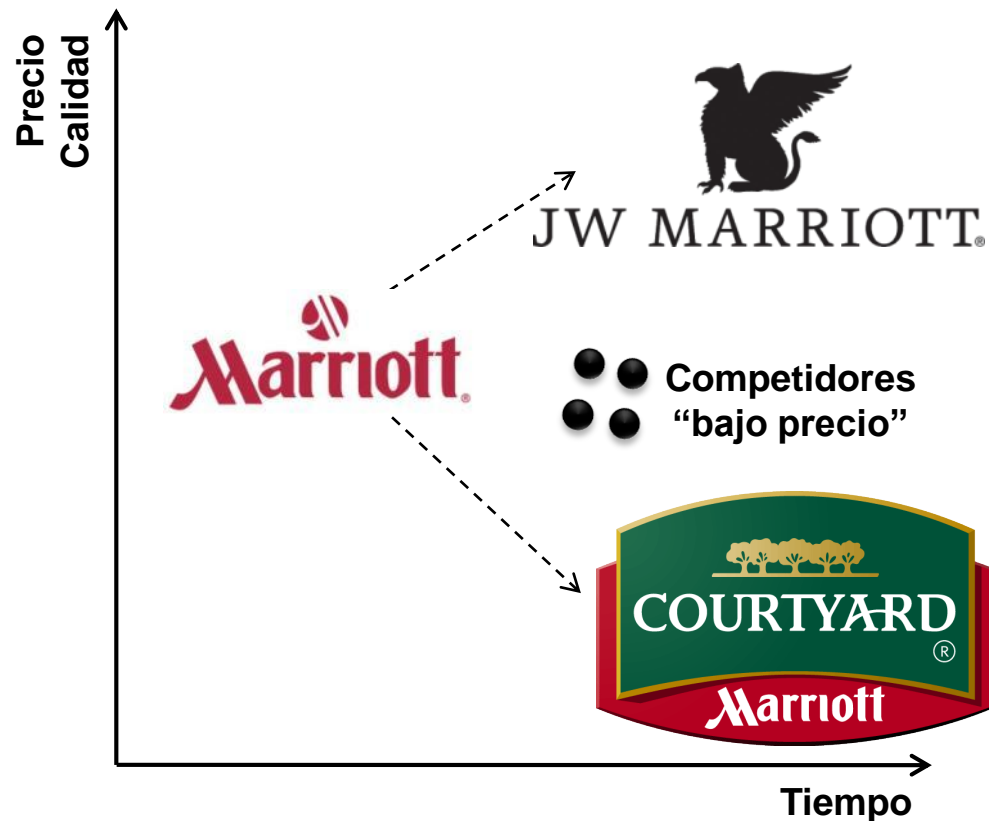 Precio
Calidad
JW MARRIOTT®
Marriott®
Competidores
“bajo precio”
COURTYARD
®
Marriott
Tiempo